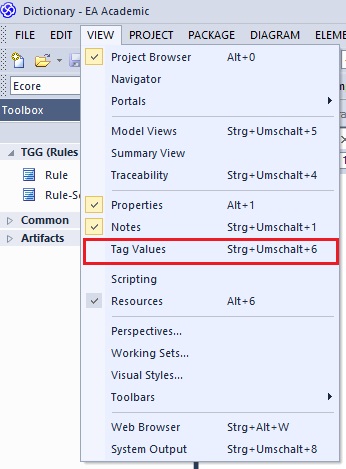 Dictionary - EA Academic
FILE EDIT VIEW PROJECT PACKAGE DIAGRAM ELEME
Ecore
Toolbox
TGG (Rules
Rule
Rule-Se
Common
Artifacts
Project Browser Alt+0
Navigator
Portals
Model Views Strg+Umschalt+5
Summary View
Traceability Strg+Umschalt+4
Properties Alt+1
Notes Strg+Umschalt+1
Tag Values Strg+Umschalt+6
Scripting
Resources Alt+6
Perspectives...
Working Sets...
Visual Styles...
Toolbars
Web Browser Strg+Alt+W
System Output Strg+Umschalt+8